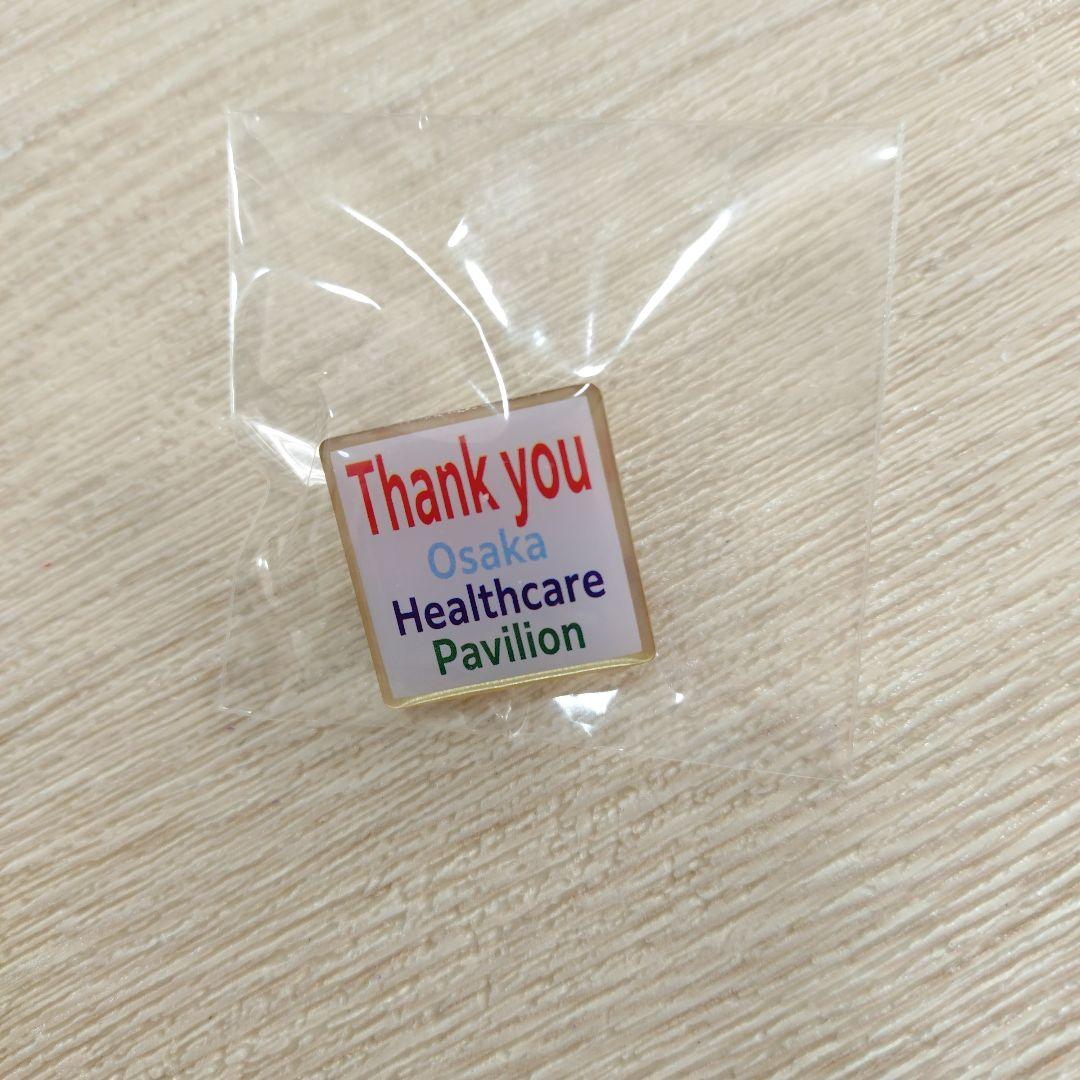 Thank you
Osaka
Healthcare
Pavilion